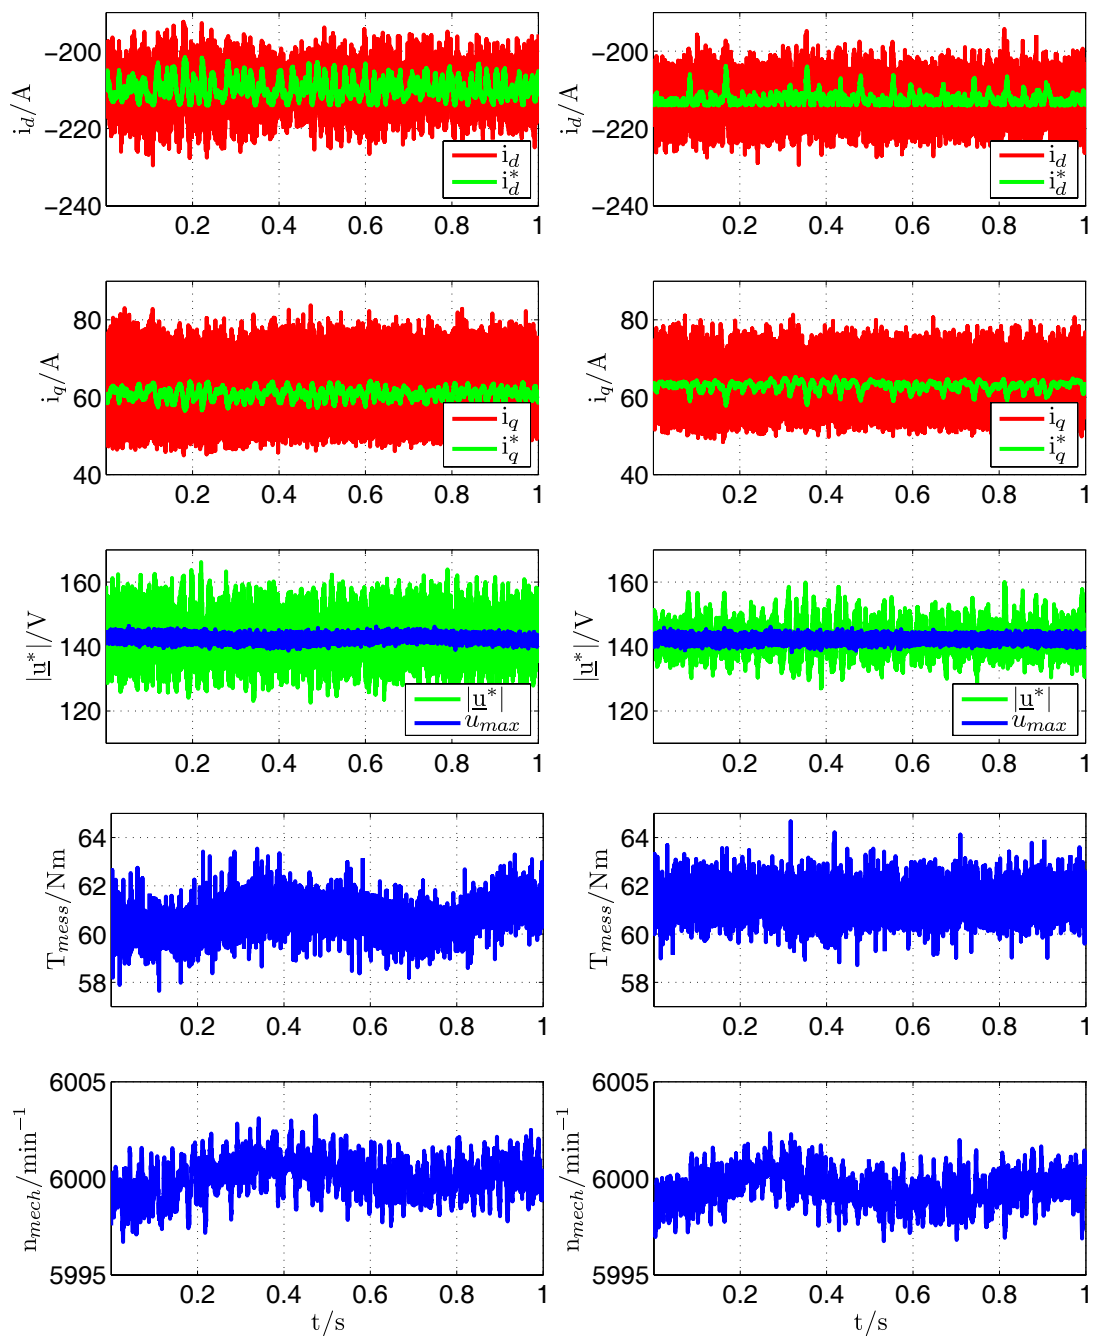 −200
−220
−240
i_d/A
i_d
i_d^*
0.2 0.4 0.6 0.8 1
−200
−220
−240
i_d/A
i_d
i_d^*
0.2 0.4 0.6 0.8 1
80
60
40
i_q/A
i_q
i_q^*
0.2 0.4 0.6 0.8 1
80
60
40
i_q/A
i_q
i_q^*
0.2 0.4 0.6 0.8 1
160
140
120
|u^*|/V
|u^*|
u_max
0.2 0.4 0.6 0.8 1
160
140
120
|u^*|/V
|u^*|
u_max
0.2 0.4 0.6 0.8 1
64
62
60
58
T_mess/Nm
0.2 0.4 0.6 0.8 1
64
62
60
58
T_mess/Nm
0.2 0.4 0.6 0.8 1
6005
6000
5995
n_mech/min^−1
0.2 0.4 0.6 0.8 1
t/s
6005
6000
5995
n_mech/min^−1
0.2 0.4 0.6 0.8 1
t/s